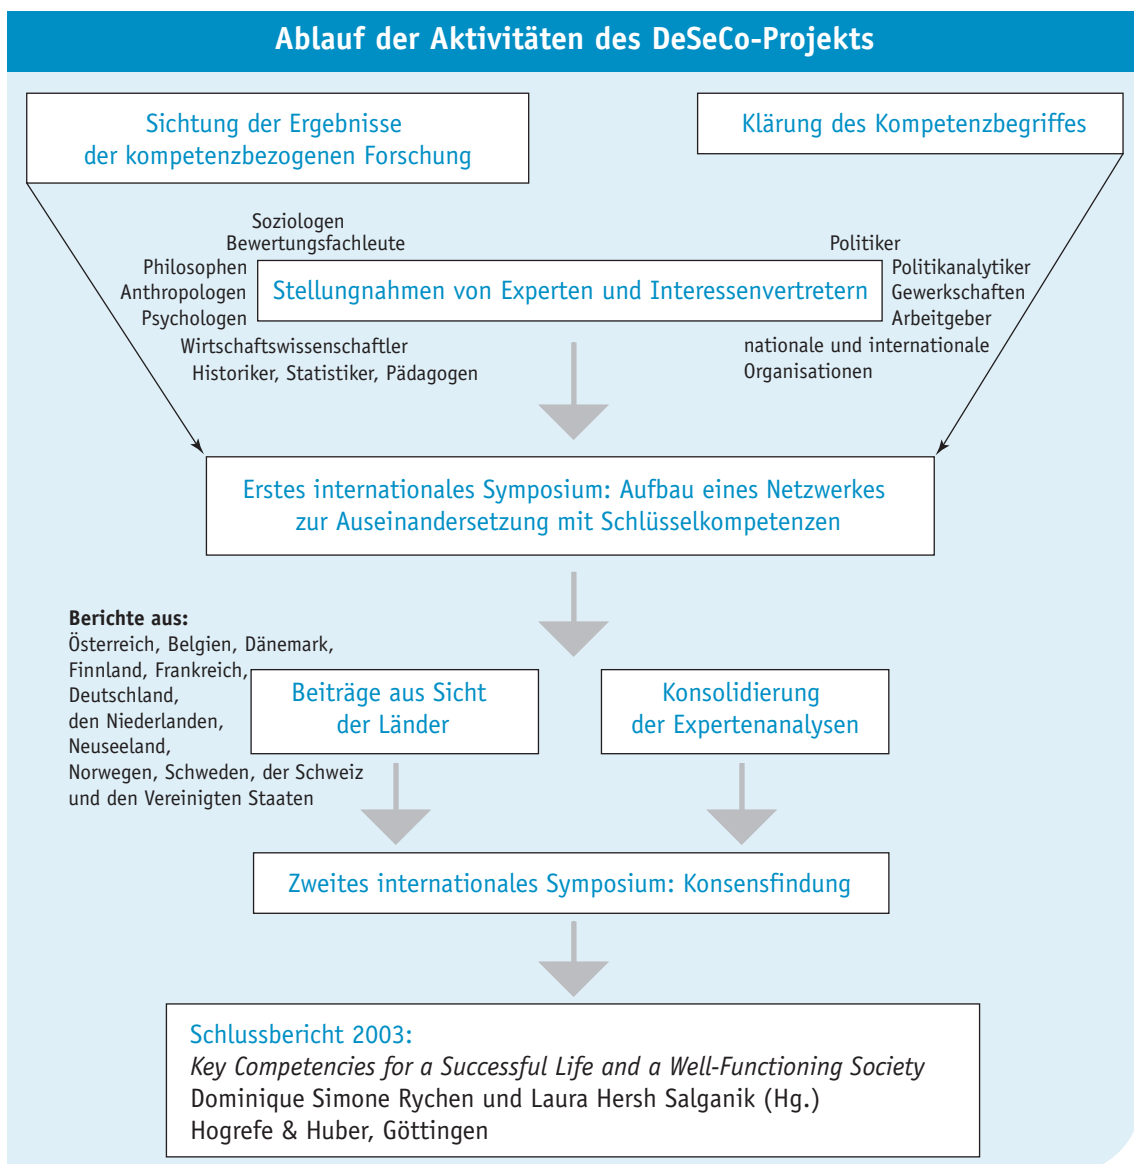 Ablauf der Aktivitäten des DeSeCo-Projekts
Sichtung der Ergebnisse
der kompetenzbezogenen Forschung
Klärung des Kompetenzbegriffes
Soziologen
Bewertungsfachleute
Philosophen
Anthropologen
Psychologen
Wirtschaftswissenschaftler
Historiker, Statistiker, Pädagogen
Stellungnahmen von Experten und Interessenvertretern
Politiker
Politikanalytiker
Gewerkschaften
Arbeitgeber
nationale und internationale
Organisationen
Erstes internationales Symposium: Aufbau eines Netzwerkes
zur Auseinandersetzung mit Schlüsselkompetenzen
Berichte aus:
Österreich, Belgien, Dänemark,
Finnland, Frankreich,
Deutschland,
den Niederlanden,
Neuseeland,
Norwegen, Schweden, der Schweiz
und den Vereinigten Staaten
Beiträge aus Sicht
der Länder
Konsolidierung
der Expertenanalysen
Zweites internationales Symposium: Konsensfindung
Schlussbericht 2003:
Key Competencies for a Successful Life and a Well-Functioning Society
Dominique Simone Rychen und Laura Hersh Salganik (Hg.)
Hogrefe & Huber, Göttingen